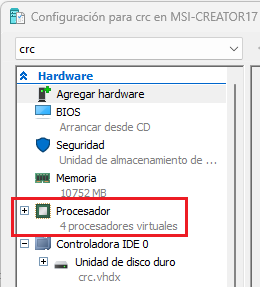 Configuración para crc en MSI-CREATOR17
crc
Hardware
Agregar hardware
BIOS
Arrancar desde CD
Seguridad
Unidad de almacenamiento de ...
Memoria
10752 MB
Procesador
4 procesadores virtuales
Controladora IDE 0
Unidad de disco duro
crc.vhdx